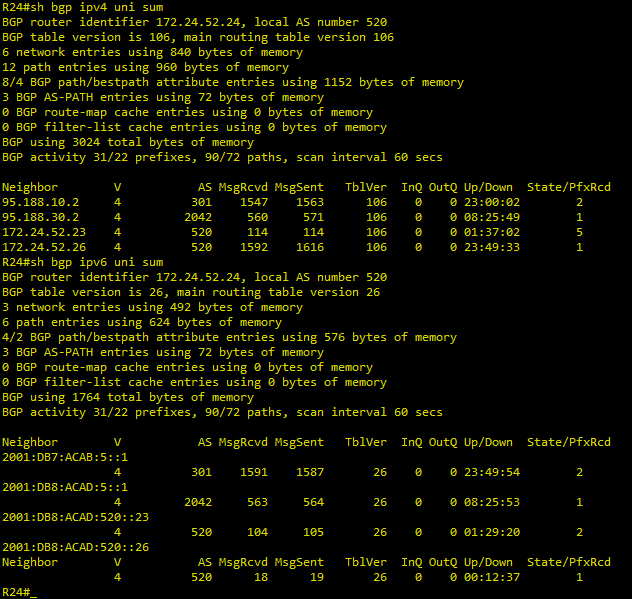 R24#sh bgp ipv4 uni sum
BGP router identifier 172.24.52.24, local AS number 520
BGP table version is 106, main routing table version 106
6 network entries using 840 bytes of memory
12 path entries using 960 bytes of memory
8/4 BGP path/bestpath attribute entries using 1152 bytes of memory
3 BGP AS-PATH entries using 72 bytes of memory
0 BGP route-map cache entries using 0 bytes of memory
0 BGP filter-list cache entries using 0 bytes of memory
BGP using 3024 total bytes of memory
BGP activity 31/22 prefixes, 90/72 paths, scan interval 60 secs
Neighbor        V           AS MsgRcvd MsgSent   TblVer  InQ OutQ Up/Down  State/PfxRcd
95.188.10.2     4          301    1547    1563      106    0    0 23:00:02        2
95.188.30.2     4         2042     560     571      106    0    0 08:25:49        1
172.24.52.23    4          520     114     114      106    0    0 01:37:02        5
172.24.52.26    4          520    1592    1616      106    0    0 23:49:33        1
R24#sh bgp ipv6 uni sum
BGP router identifier 172.24.52.24, local AS number 520
BGP table version is 26, main routing table version 26
3 network entries using 492 bytes of memory
6 path entries using 624 bytes of memory
4/2 BGP path/bestpath attribute entries using 576 bytes of memory
3 BGP AS-PATH entries using 72 bytes of memory
0 BGP route-map cache entries using 0 bytes of memory
0 BGP filter-list cache entries using 0 bytes of memory
BGP using 1764 total bytes of memory
BGP activity 31/22 prefixes, 90/72 paths, scan interval 60 secs
Neighbor        V           AS MsgRcvd MsgSent   TblVer  InQ OutQ Up/Down  State/PfxRcd
2001:DB7:ACAB:5::1
                4          301    1591    1587       26    0    0 23:49:54        2
2001:DB8:ACAD:5::1
                4         2042     563     564       26    0    0 08:25:53        1
2001:DB8:ACAD:520::23
                4          520     104     105       26    0    0 01:29:20        2
2001:DB8:ACAD:520::26
Neighbor        V           AS MsgRcvd MsgSent   TblVer  InQ OutQ Up/Down  State/PfxRcd
                4          520      18      19       26    0    0 00:12:37        1
R24#_